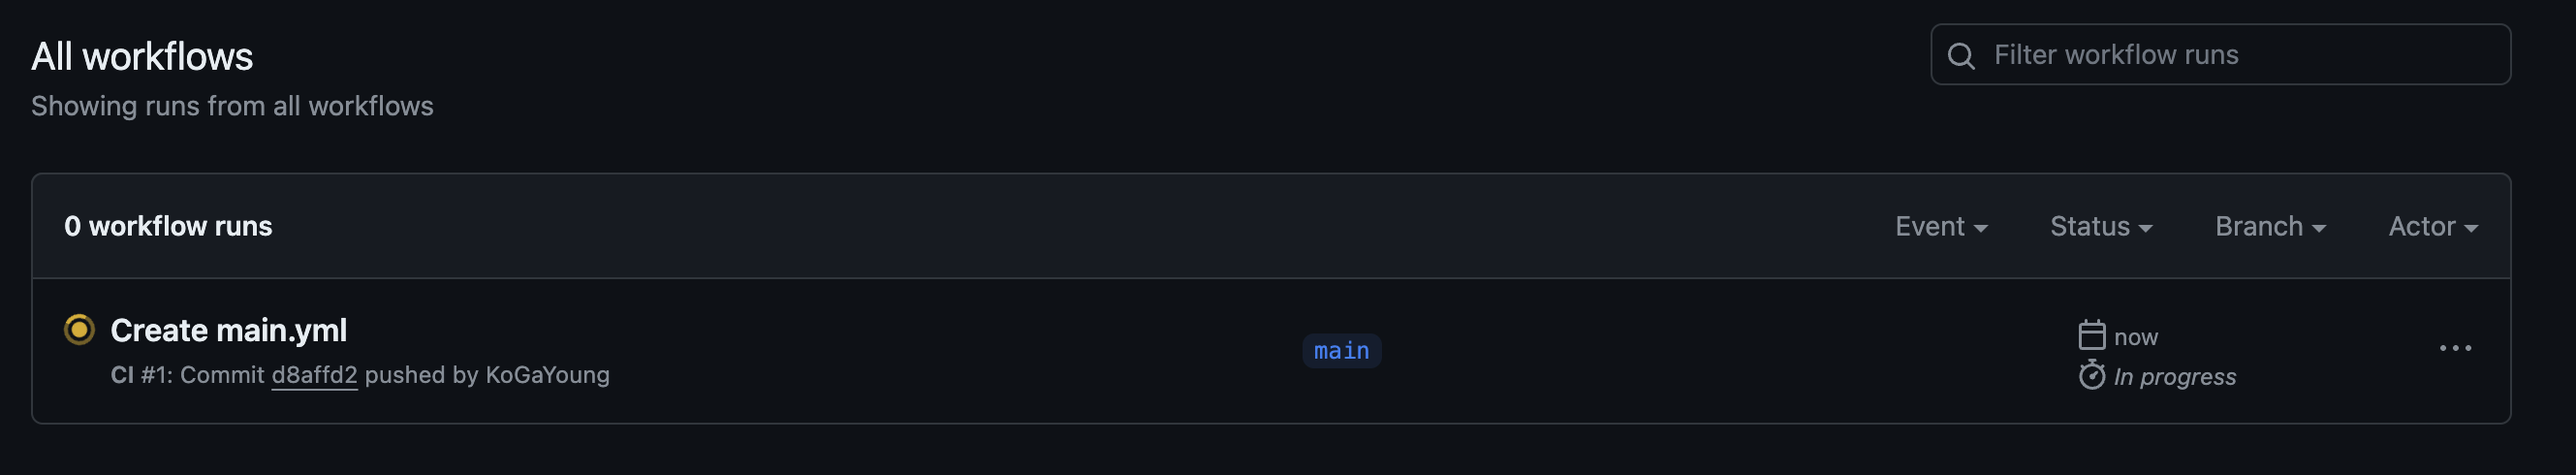 All workflows
Filter workflow runs
Showing runs from all workflows
0 workflow runs
Event
Status
Branch
Actor
Create main.yml
main
now
CI #1: Commit d8affd2 pushed by KoGaYoung
In progress